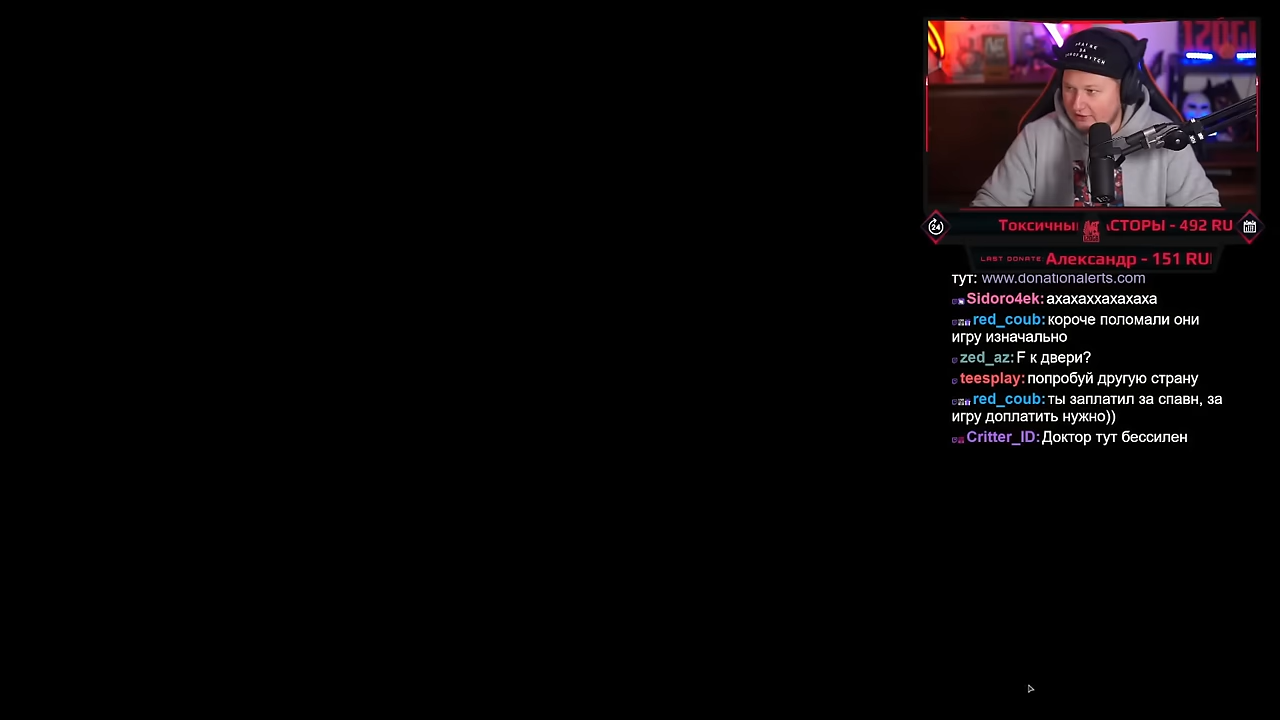 Токсичны
АСТОРЫ - 492 RU
24
LAST DONATE: Александр - 151 RU
тут: www.donationalerts.com
Sidoro4ek: ахахаххахахаха
red_coub: короче поломали они
игру изначально
zed_az: F к двери?
teesplay: попробуй другую страну
red_coub: ты заплатил за спавн, за
игру доплатить нужно))
Critter_ID: Доктор тут бессилен